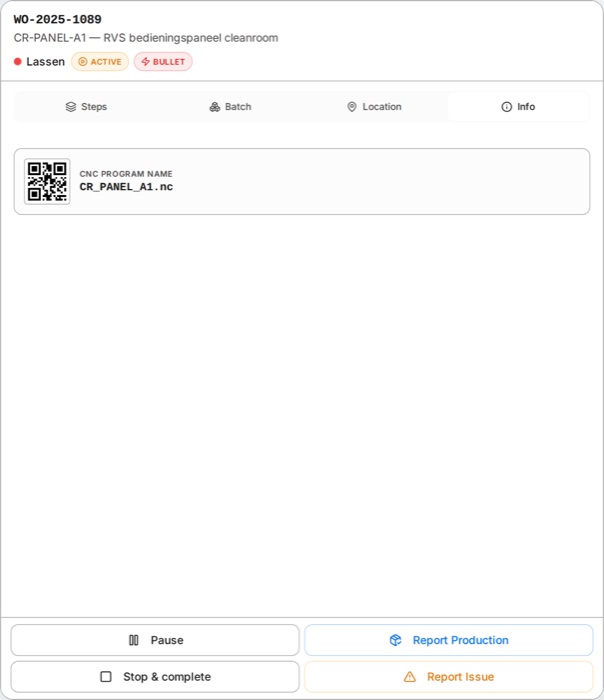 WO-2025-1089
CR-PANEL-A1 — RVS bedieningspaneel cleanroom
Lassen ACTIVE BULLET
Steps Batch Location Info
CNC PROGRAM NAME
CR_PANEL_A1.nc
Pause Report Production
Stop & complete Report Issue